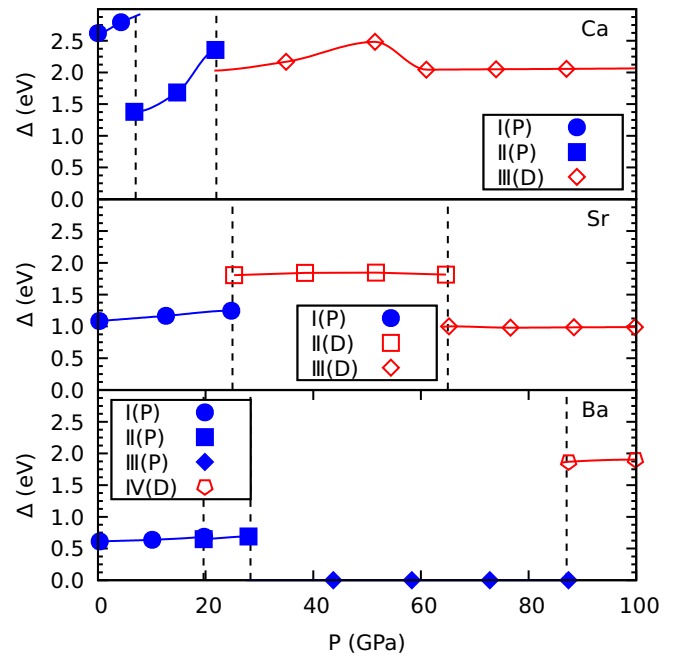 2.5
2.0
1.5
1.0
0.5
0.0
Δ (eV)
Ca
I(P)
II(P)
III(D)
2.5
2.0
1.5
1.0
0.5
0.0
Δ (eV)
Sr
I(P)
II(D)
III(D)
2.5
2.0
1.5
1.0
0.5
0.0
Δ (eV)
Ba
I(P)
II(P)
III(P)
IV(D)
0 20 40 60 80 100
P (GPa)